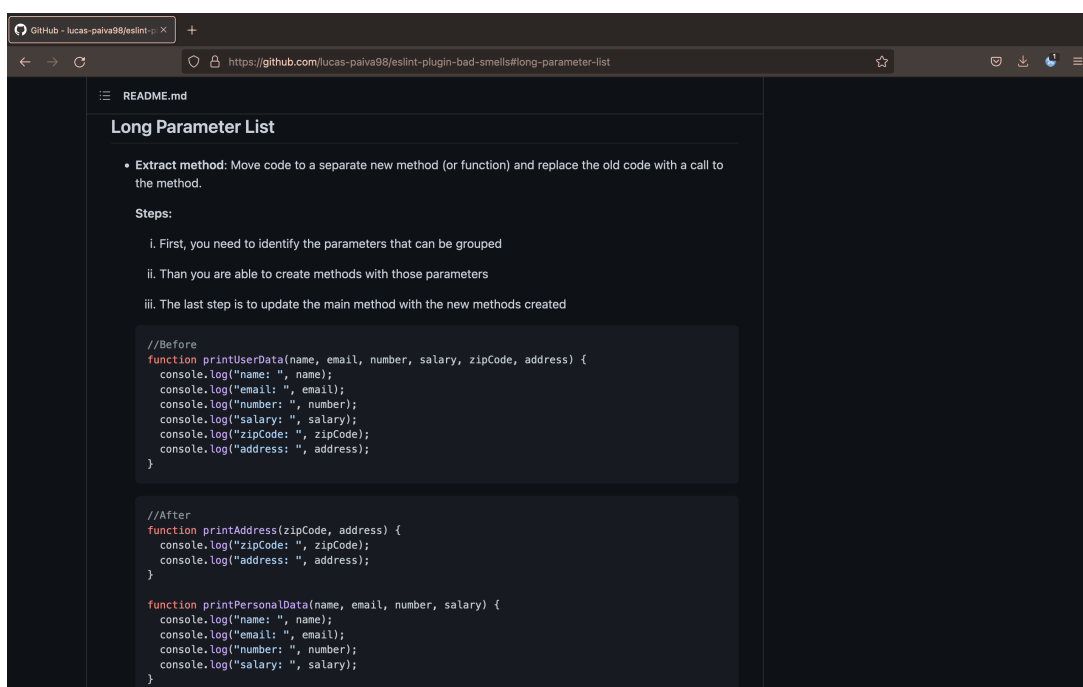 GitHub - lucas-paiva98/eslint-pl
https://github.com/lucas-paiva98/eslint-plugin-bad-smells#long-parameter-list
1
README.md
Long Parameter List
• Extract method: Move code to a separate new method (or function) and replace the old code with a call to
the method.
Steps:
i. First, you need to identify the parameters that can be grouped
ii. Than you are able to create methods with those parameters
iii. The last step is to update the main method with the new methods created
//Before
function printUserData(name, email, number, salary, zipCode, address) {
  console.log("name: ", name);
  console.log("email: ", email);
  console.log("number: ", number);
  console.log("salary: ", salary);
  console.log("zipCode: ", zipCode);
  console.log("address: ", address);
}
//After
function printAddress(zipCode, address) {
  console.log("zipCode: ", zipCode);
  console.log("address: ", address);
}
function printPersonalData(name, email, number, salary) {
  console.log("name: ", name);
  console.log("email: ", email);
  console.log("number: ", number);
  console.log("salary: ", salary);
}